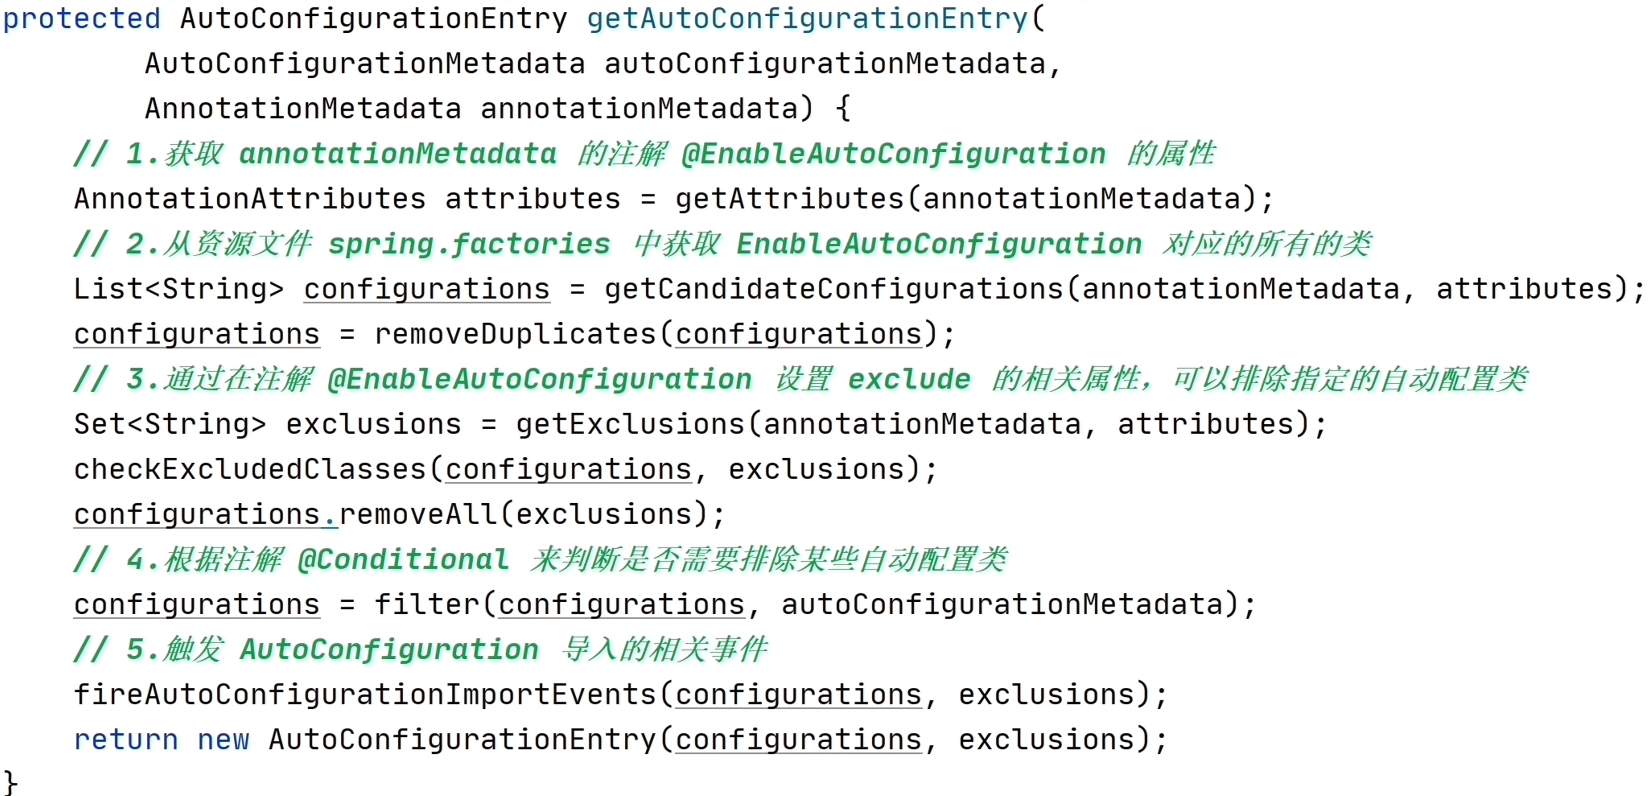 protected AutoConfigurationEntry getAutoConfigurationEntry(
        AutoConfigurationMetadata autoConfigurationMetadata,
        AnnotationMetadata annotationMetadata) {
    // 1.获取 annotationMetadata 的注解 @EnableAutoConfiguration 的属性
    AnnotationAttributes attributes = getAttributes(annotationMetadata);
    // 2.从资源文件 spring.factories 中获取 EnableAutoConfiguration 对应的所有的类
    List<String> configurations = getCandidateConfigurations(annotationMetadata, attributes);
    configurations = removeDuplicates(configurations);
    // 3.通过在注解 @EnableAutoConfiguration 设置 exclude 的相关属性，可以排除指定的自动配置类
    Set<String> exclusions = getExclusions(annotationMetadata, attributes);
    checkExcludedClasses(configurations, exclusions);
    configurations.removeAll(exclusions);
    // 4.根据注解 @Conditional 来判断是否需要排除某些自动配置类
    configurations = filter(configurations, autoConfigurationMetadata);
    // 5.触发 AutoConfiguration 导入的相关事件
    fireAutoConfigurationImportEvents(configurations, exclusions);
    return new AutoConfigurationEntry(configurations, exclusions);
}